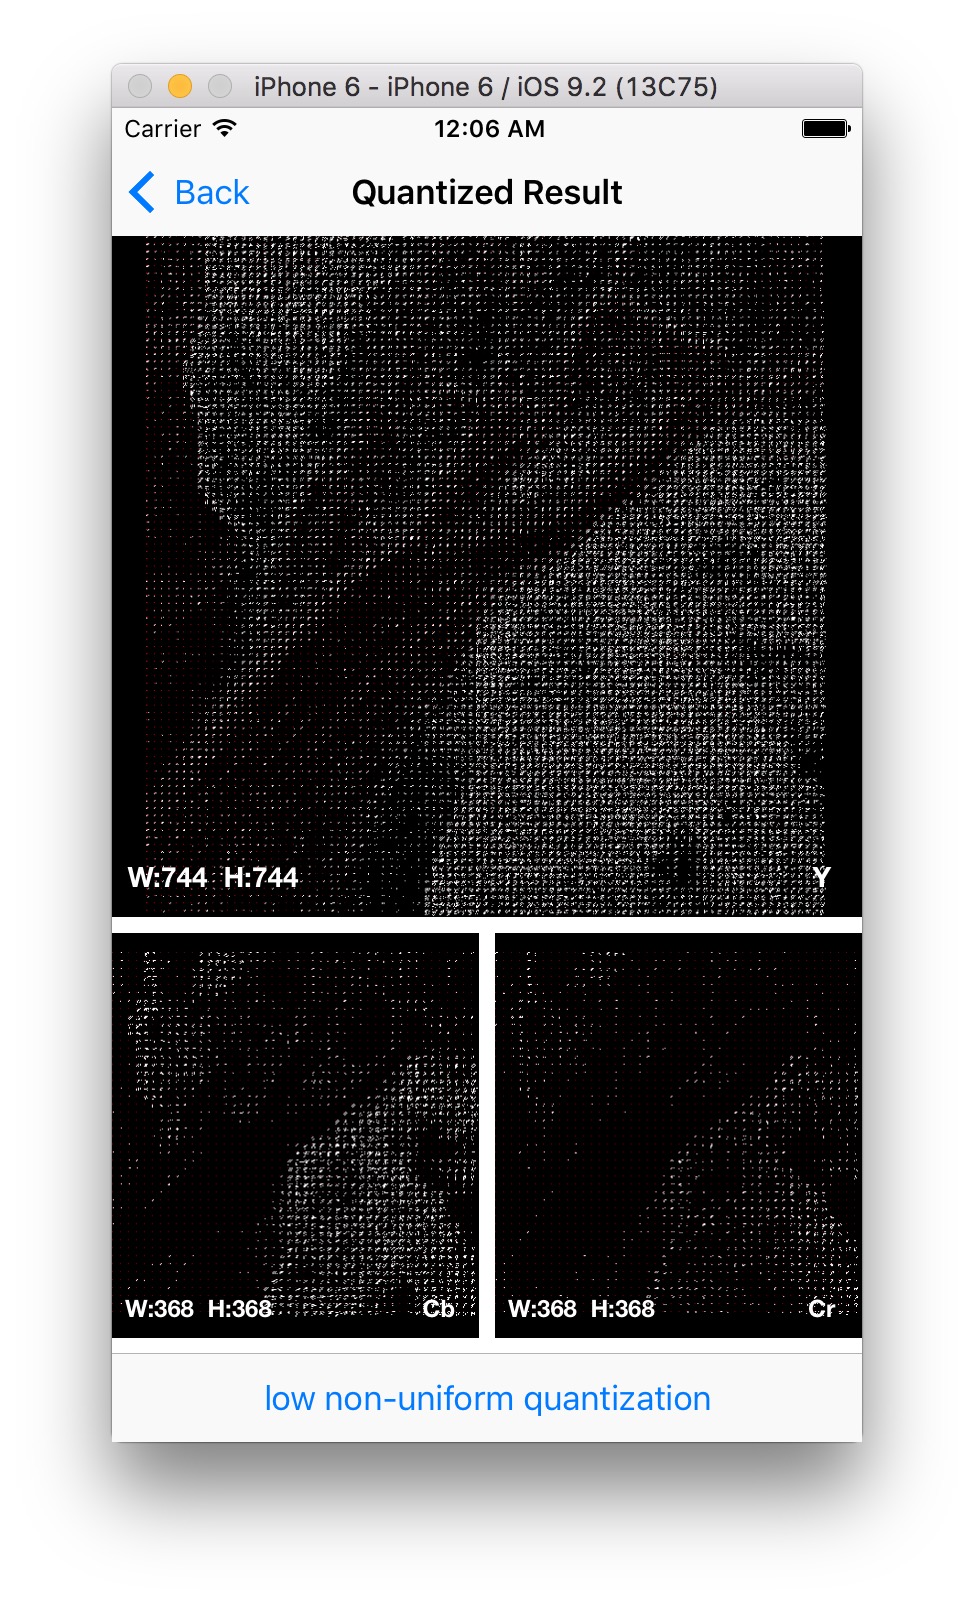 iPhone 6 - iPhone 6 / iOS 9.2 (13C75)
Carrier 12:06 AM
Back Quantized Result
W:744 H:744 Y
W:368 H:368 Cb W:368 H:368 Cr
low non-uniform quantization